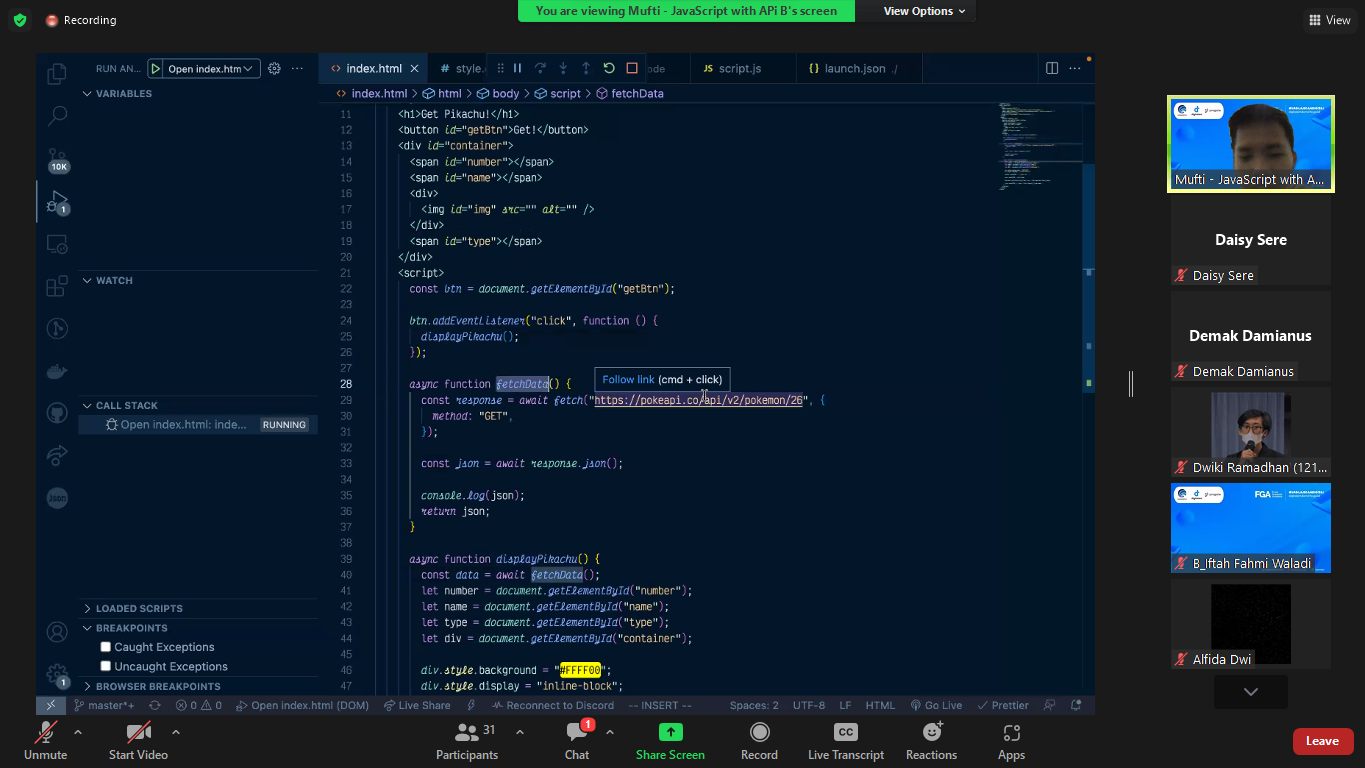 Recording
You are viewing Mufti - JavaScript with APi B's screen
View Options
View
RUN AN...
Open index.htm
index.html
style.
ode
script.js
launch.json ./
index.html > html > body > script > fetchData
VARIABLES
WATCH
CALL STACK
Open index.html: inde...
RUNNING
LOADED SCRIPTS
BREAKPOINTS
Caught Exceptions
Uncaught Exceptions
BROWSER BREAKPOINTS
10K
1
json
1
11 <h1>Get Pikachu!</h1>
12 <button id="getBtn">Get!</button>
13 <div id="container">
14 <span id="number"></span>
15 <span id="name"></span>
16 <div>
17 <img id="img" src="" alt="" />
18 </div>
19 <span id="type"></span>
20 </div>
21 <script>
22 const btn = document.getElementById("getBtn");
23
24 btn.addEventListener("click", function () {
25 displayPikachu();
26 });
27
28 async function fetchData() {
Follow link (cmd + click)
29 const response = await fetch("https://pokeapi.co/api/v2/pokemon/26", {
30 method: "GET",
31 });
32
33 const json = await response.json();
34
35 console.log(json);
36 return json;
37 }
38
39 async function displayPikachu() {
40 const data = await fetchData();
41 let number = document.getElementById("number");
42 let name = document.getElementById("name");
43 let type = document.getElementById("type");
44 let div = document.getElementById("container");
45
46 div.style.background = "#FFFF00";
47 div.style.display = "inline-block";
master*+
0 0
Open index.html (DOM)
Live Share
Reconnect to Discord
-- INSERT --
Spaces: 2
UTF-8
LF
HTML
Go Live
Prettier
Mufti - JavaScript with A...
Daisy Sere
Daisy Sere
Demak Damianus
Demak Damianus
Dwiki Ramadhan (121...
FGA
B_Iftah Fahmi Waladi
Alfida Dwi
Unmute
Start Video
31
Participants
1
Chat
Share Screen
Record
CC
Live Transcript
Reactions
Apps
Leave